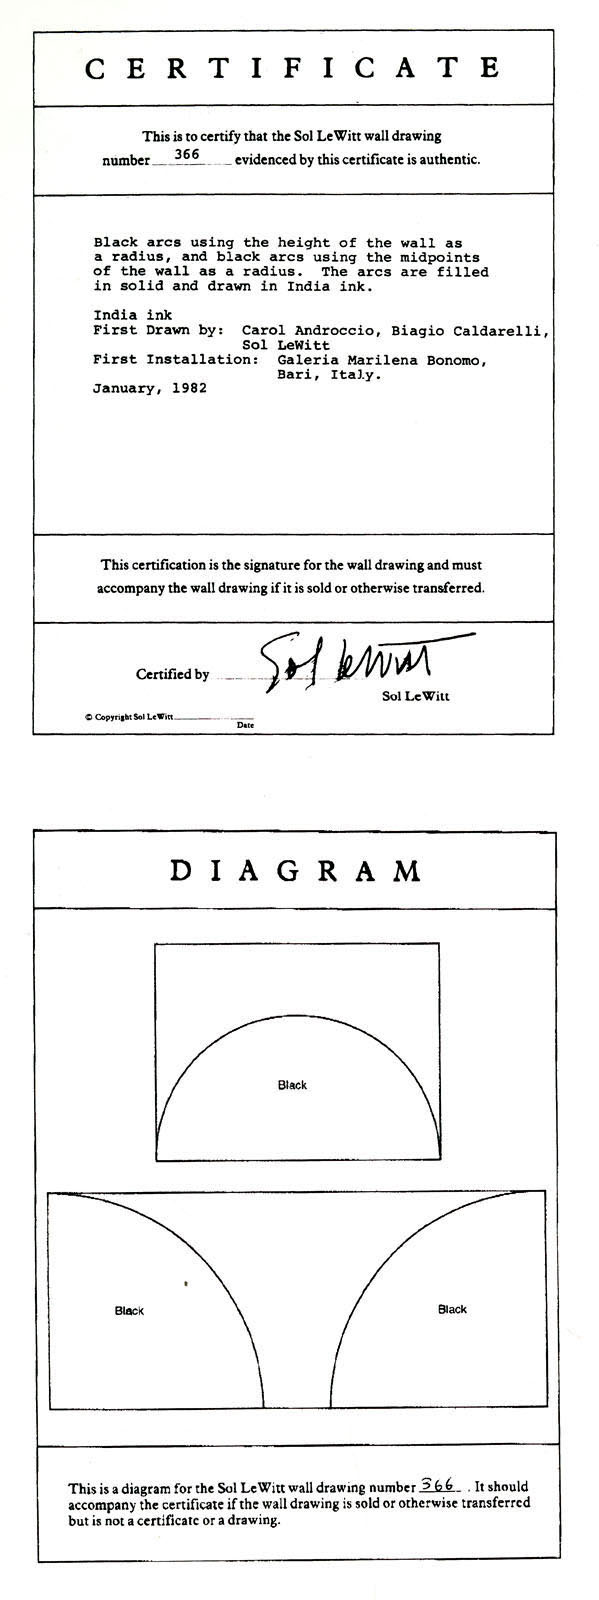 CERTIFICATE
This is to certify that the Sol LeWitt wall drawing
number 366 evidenced by this certificate is authentic.
Black arcs using the height of the wall as
a radius, and black arcs using the midpoints
of the wall as a radius. The arcs are filled
in solid and drawn in India ink.
India ink
First Drawn by: Carol Androccio, Biagio Caldarelli,
Sol LeWitt
First Installation: Galeria Marilena Bonomo,
Bari, Italy.
January, 1982
This certification is the signature for the wall drawing and must
accompany the wall drawing if it is sold or otherwise transferred.
Certified by Sol LeWitt
Sol LeWitt
© Copyright Sol LeWitt
Date
DIAGRAM
Black
Black Black
This is a diagram for the Sol LeWitt wall drawing number 366. It should
accompany the certificate if the wall drawing is sold or otherwise transferred
but is not a certificate or a drawing.